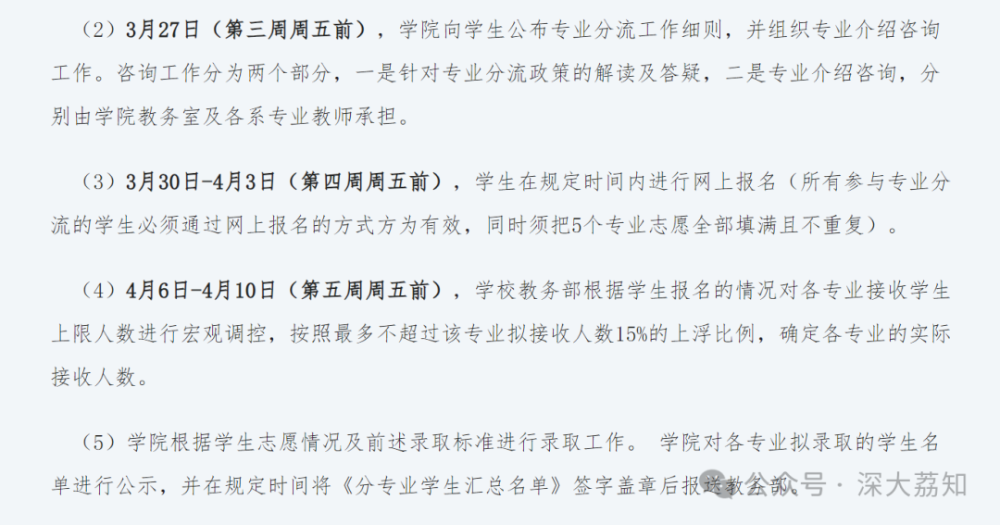 （2）3月27日（第三周周五前），学院向学生公布专业分流工作细则，并组织专业介绍咨询
工作。咨询工作分为两个部分，一是针对专业分流政策的解读及答疑，二是专业介绍咨询，分
别由学院教务室及各系专业教师承担。
（3）3月30日-4月3日（第四周周五前），学生在规定时间内进行网上报名（所有参与专业分
流的学生必须通过网上报名的方式方为有效，同时须把5个专业志愿全部填满且不重复）。
（4）4月6日-4月10日（第五周周五前），学校教务部根据学生报名的情况对各专业接收学生
上限人数进行宏观调控，按照最多不超过该专业拟接收人数15%的上浮比例，确定各专业的实际
接收人数。
（5）学院根据学生志愿情况及前述录取标准进行录取工作。 学院对各专业拟录取的学生名
单进行公示，并在规定时间将《分专业学生汇总名单》签字盖章后报送教务部。
公众号 · 深大荔知